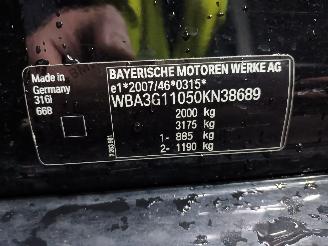 BAYERISCHE MOTOREN WERKE AG
e1*2007/46*0315*
WBA3G11050KN38689
Made in
Germany
316i
668
2000 kg
3175 kg
1- 885 kg
2- 1190 kg